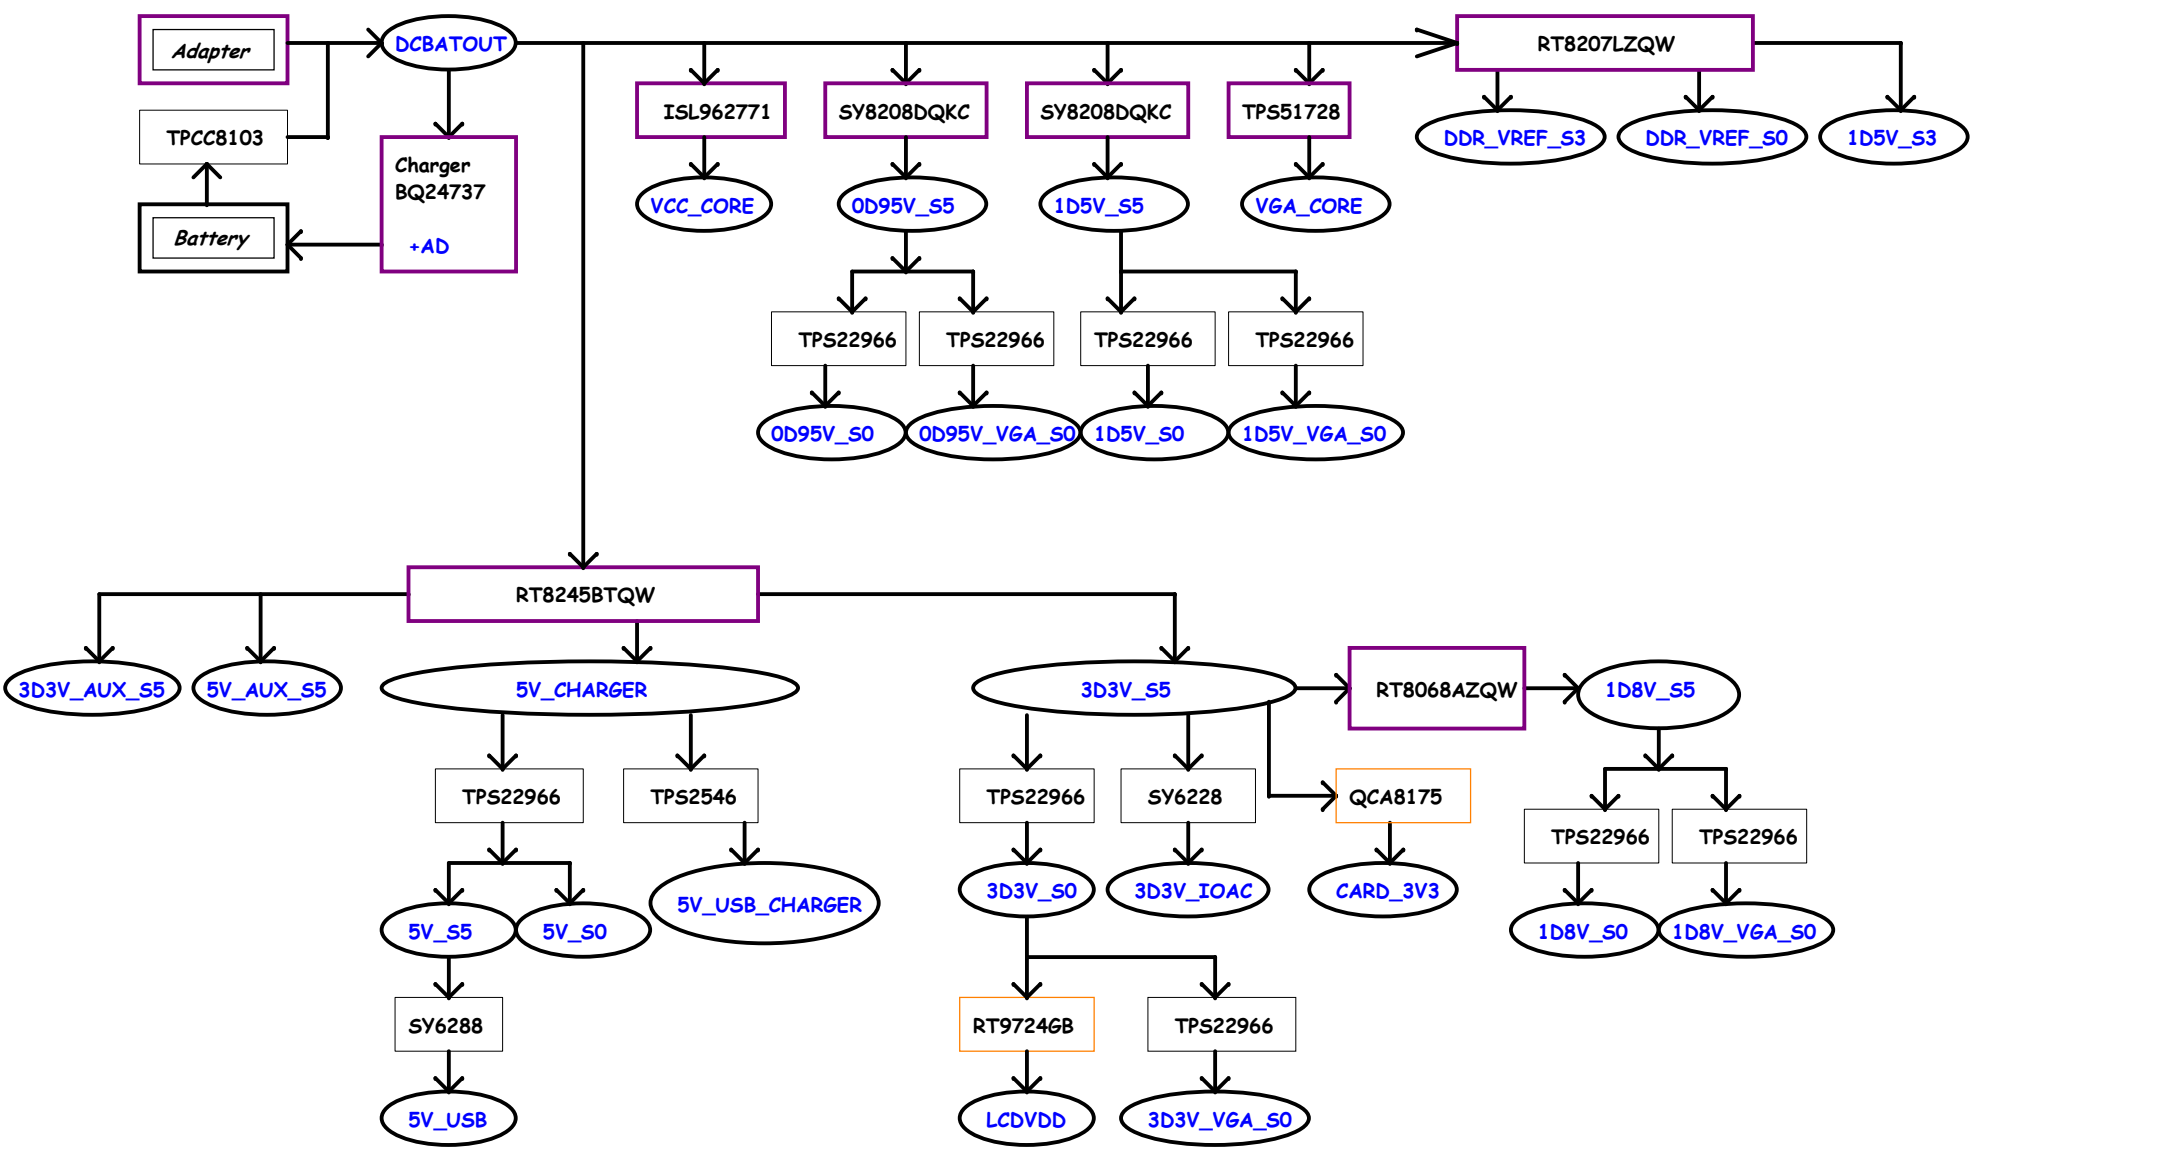 Adapter
DCBATOUT
RT8207LZQW
TPCC8103
Charger
BQ24737
+AD
Battery
ISL962771
SY8208DQKC
SY8208DQKC
TPS51728
DDR_VREF_S3
DDR_VREF_S0
1D5V_S3
VCC_CORE
0D95V_S5
1D5V_S5
VGA_CORE
TPS22966
TPS22966
TPS22966
TPS22966
0D95V_S0
0D95V_VGA_S0
1D5V_S0
1D5V_VGA_S0
RT8245BTQW
3D3V_AUX_S5
5V_AUX_S5
5V_CHARGER
3D3V_S5
RT8068AZQW
1D8V_S5
TPS22966
TPS2546
TPS22966
SY6228
QCA8175
TPS22966
TPS22966
5V_S5
5V_S0
5V_USB_CHARGER
3D3V_S0
3D3V_IOAC
CARD_3V3
1D8V_S0
1D8V_VGA_S0
SY6288
RT9724GB
TPS22966
5V_USB
LCDVDD
3D3V_VGA_S0